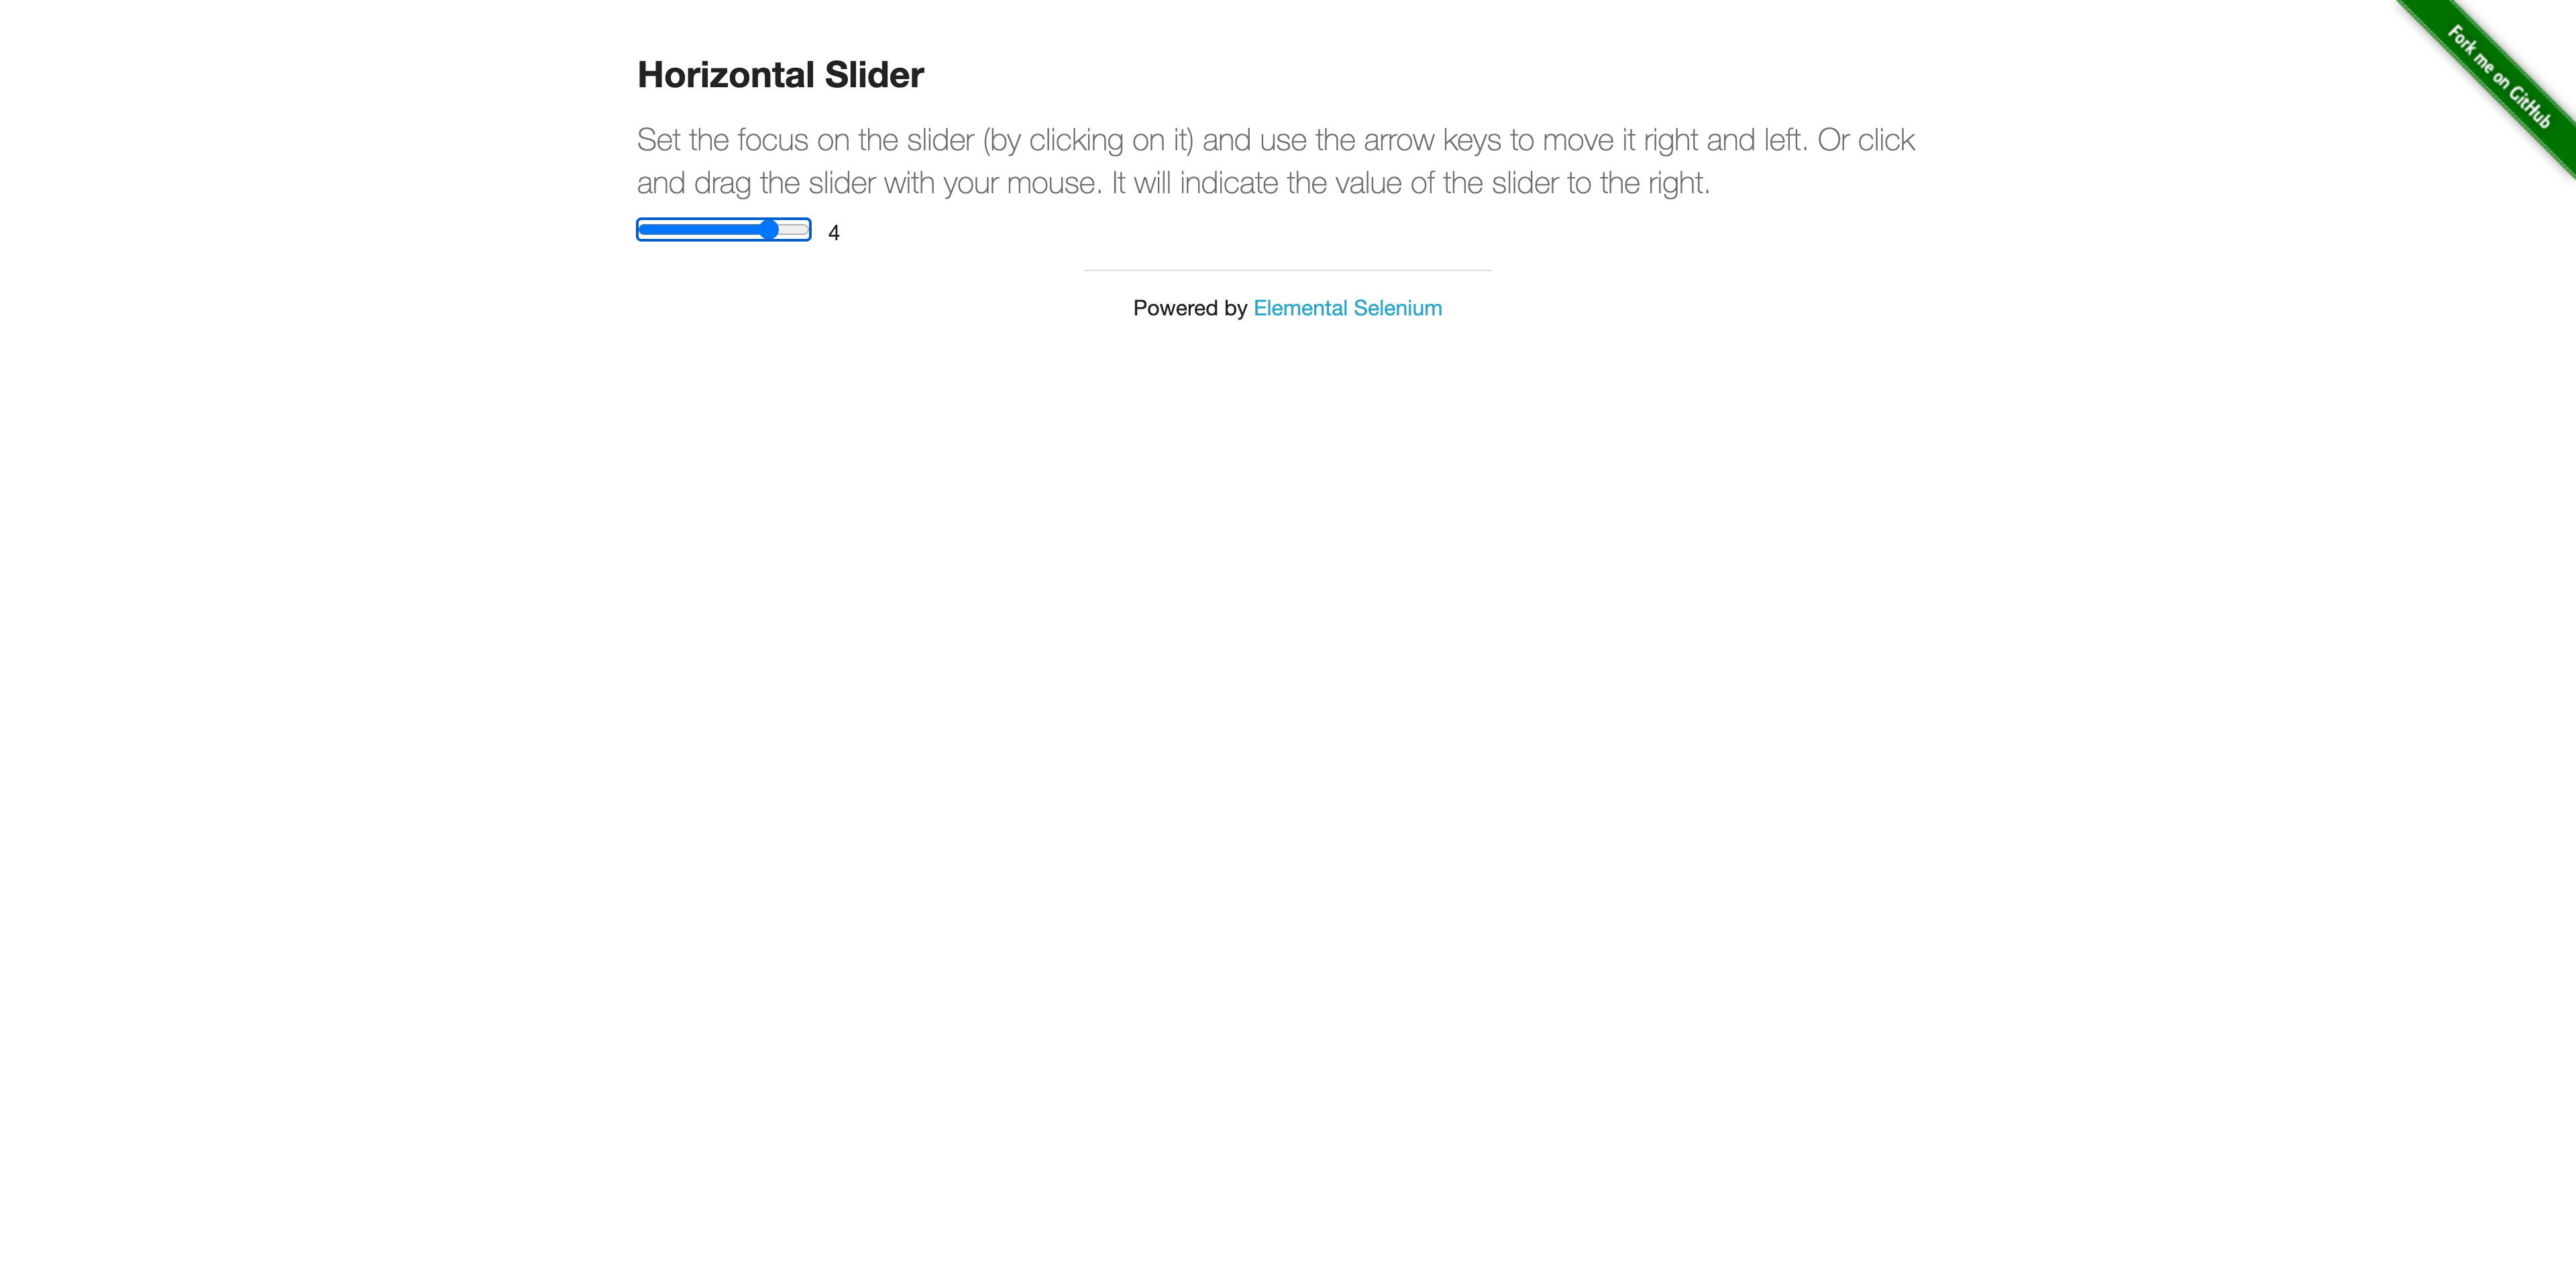 Fork me on GitHub
Horizontal Slider
Set the focus on the slider (by clicking on it) and use the arrow keys to move it right and left. Or click
and drag the slider with your mouse. It will indicate the value of the slider to the right.
4
Powered by Elemental Selenium